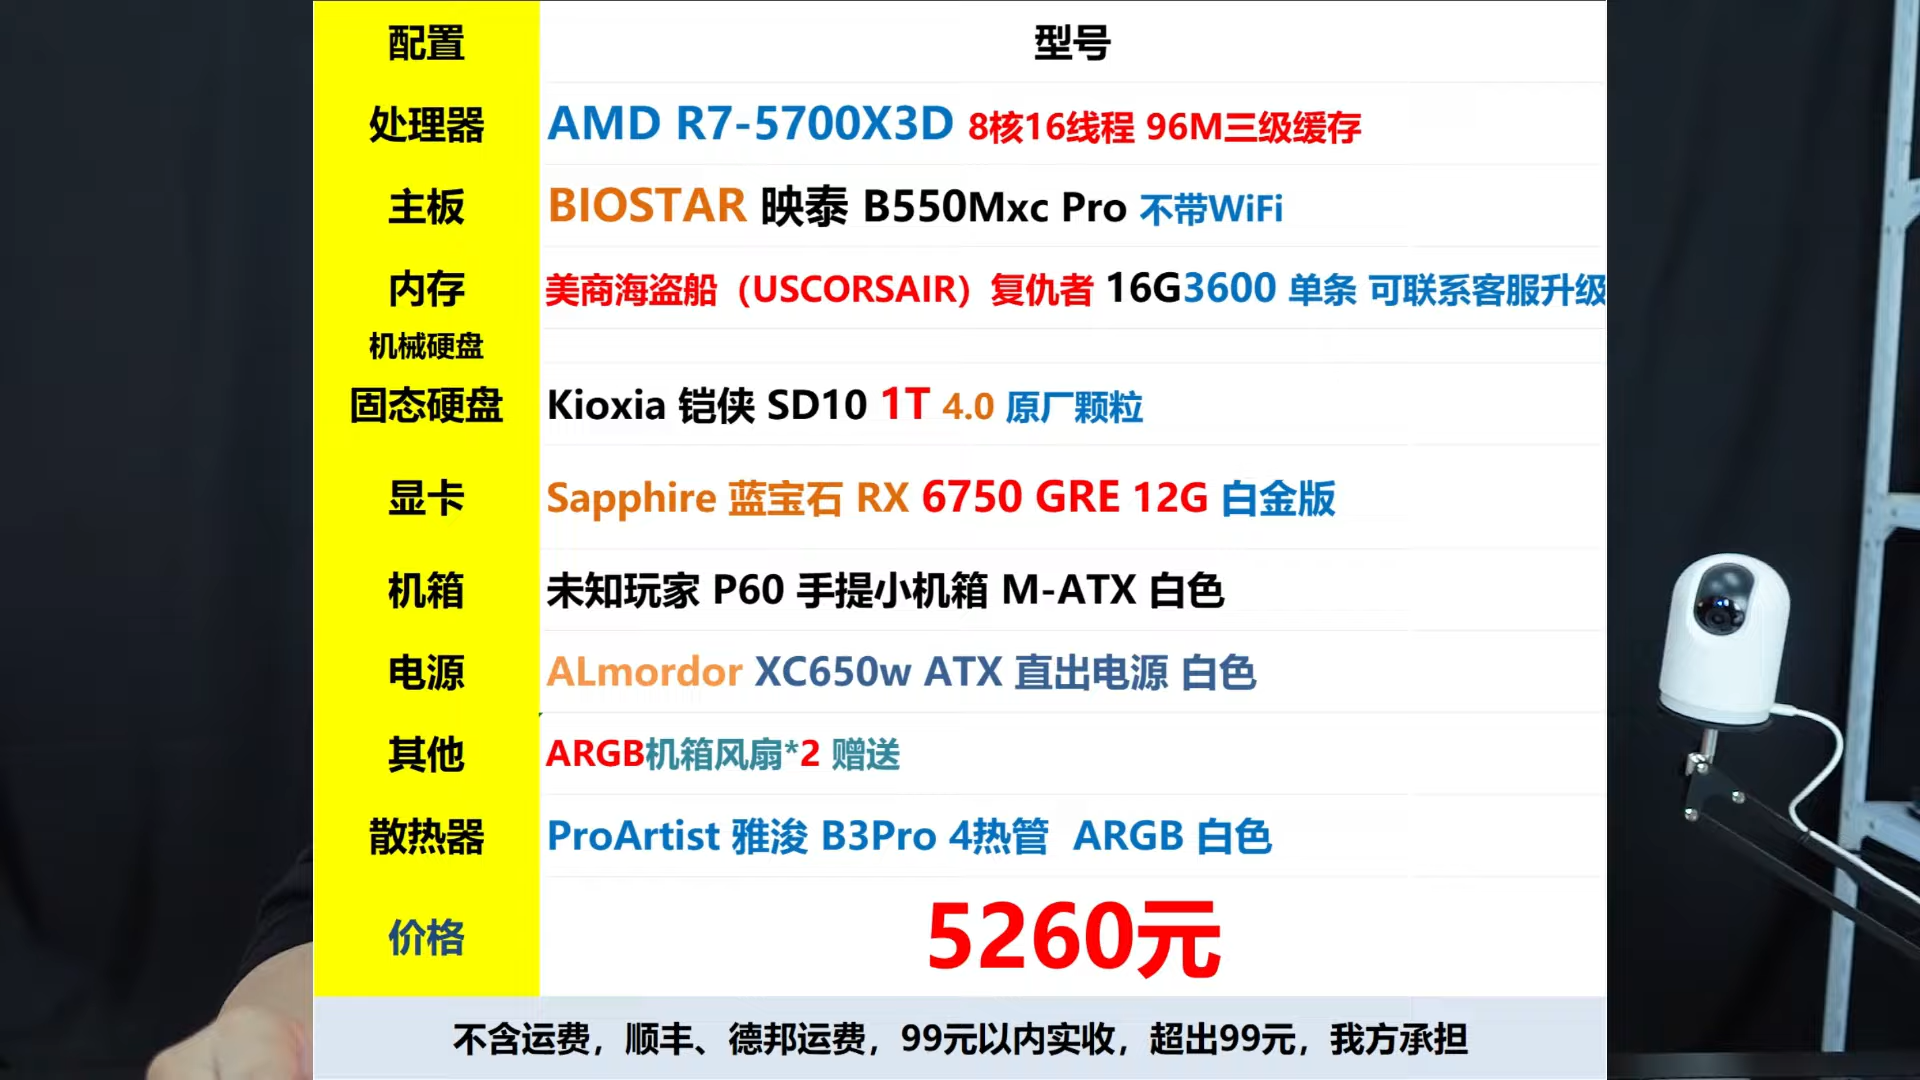 配置 型号
处理器 AMD R7-5700X3D 8核16线程 96M三级缓存
主板 BIOSTAR 映泰 B550Mxc Pro 不带WiFi
内存 美商海盗船（USCORSAIR）复仇者 16G3600 单条 可联系客服升级
机械硬盘
固态硬盘 Kioxia 铠侠 SD10 1T 4.0 原厂颗粒
显卡 Sapphire 蓝宝石 RX 6750 GRE 12G 白金版
机箱 未知玩家 P60 手提小机箱 M-ATX 白色
电源 ALmordor XC650w ATX 直出电源 白色
其他 ARGB机箱风扇*2 赠送
散热器 ProArtist 雅浚 B3Pro 4热管 ARGB 白色
价格 5260元
不含运费，顺丰、德邦运费，99元以内实收，超出99元，我方承担